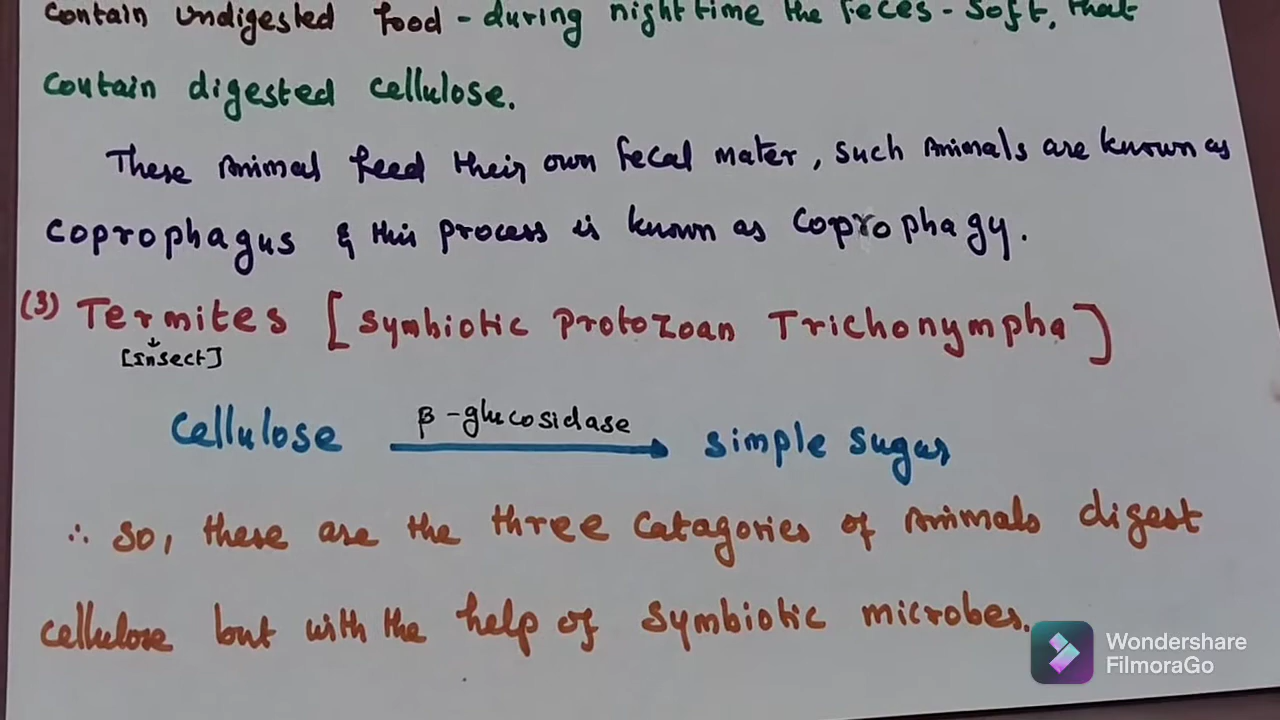 contain undigested food - during night time the feces - soft, that
contain digested cellulose.
These animal feed their own fecal mater, such animals are known as
coprophagus & this process is known as coprophagy.
(3) Termites [symbiotic protozoan Trichonympha]
↓
[insect]
β-glucosidase
cellulose → simple sugar
∴ so, these are the three catagories of animals digest
cellulose but with the help of symbiotic microbes.
Wondershare
FilmoraGo